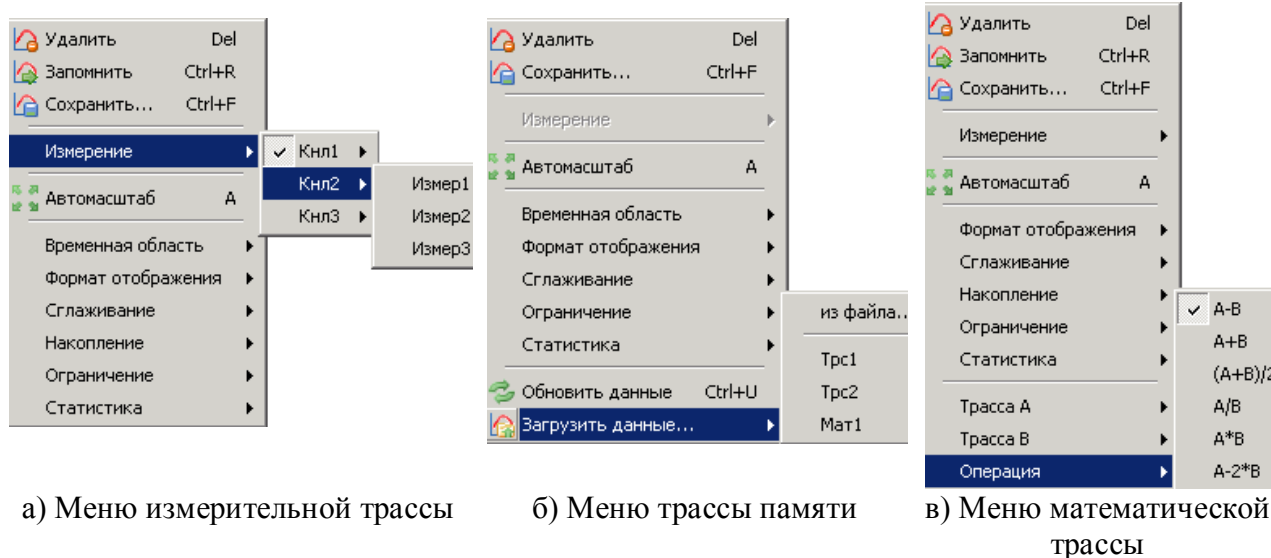 Удалить Del
Запомнить Ctrl+R
Сохранить... Ctrl+F
Измерение
Автомасштаб A
Временная область
Формат отображения
Сглаживание
Накопление
Ограничение
Статистика
Кнл1
Кнл2
Кнл3
Измер1
Измер2
Измер3
а) Меню измерительной трассы
Удалить Del
Сохранить... Ctrl+F
Измерение
Автомасштаб A
Временная область
Формат отображения
Сглаживание
Ограничение
Статистика
Обновить данные Ctrl+U
Загрузить данные...
из файла..
Трс1
Трс2
Мат1
б) Меню трассы памяти
Удалить Del
Запомнить Ctrl+R
Сохранить... Ctrl+F
Измерение
Автомасштаб A
Формат отображения
Сглаживание
Накопление
Ограничение
Статистика
Трасса A
Трасса B
Операция
A-B
A+B
(A+B)/2
A/B
A*B
A-2*B
в) Меню математической
трассы